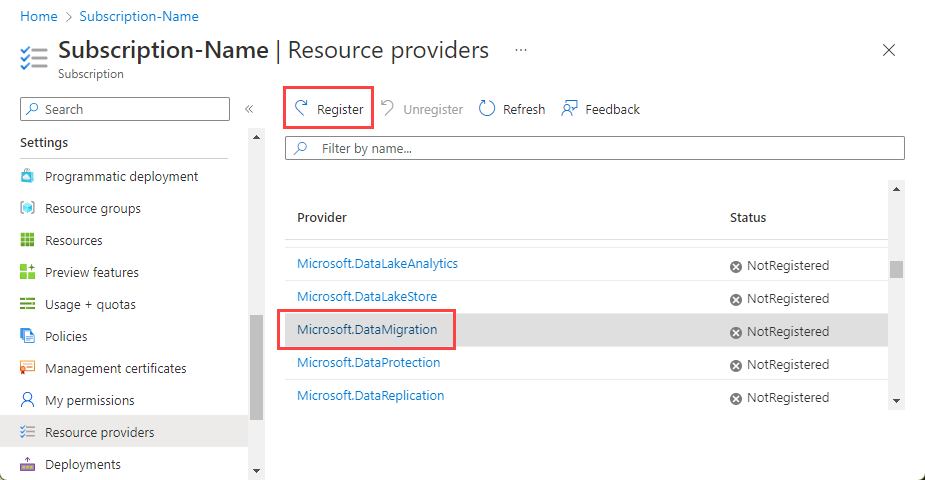 Home > Subscription-Name
Subscription-Name | Resource providers ...
Subscription
Search «
Settings
Programmatic deployment
Resource groups
Resources
Preview features
Usage + quotas
Policies
Management certificates
My permissions
Resource providers
Deployments
Register Unregister Refresh Feedback
Filter by name...
Provider Status
Microsoft.DataLakeAnalytics NotRegistered
Microsoft.DataLakeStore NotRegistered
Microsoft.DataMigration NotRegistered
Microsoft.DataProtection NotRegistered
Microsoft.DataReplication NotRegistered